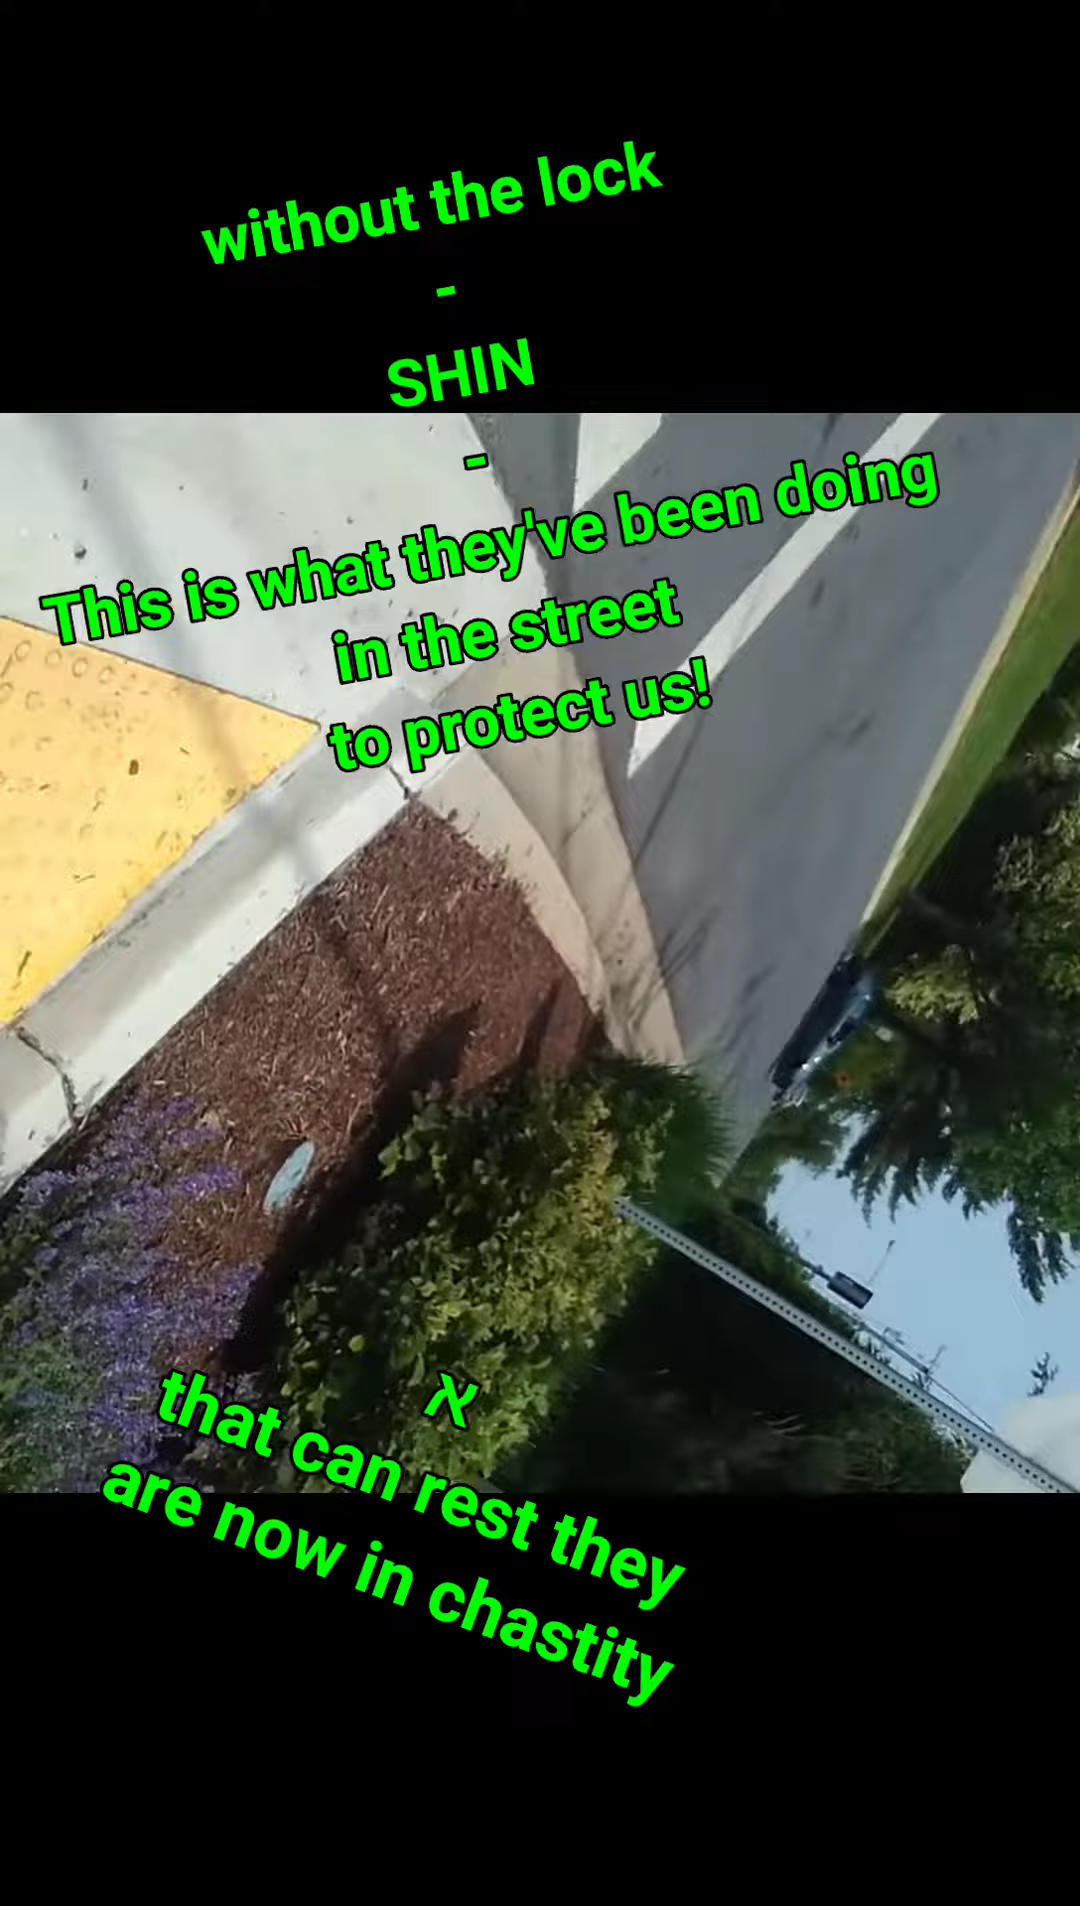 without the lock
-
SHIN
-
This is what they've been doing
in the street
to protect us!
א
that can rest they
are now in chastity